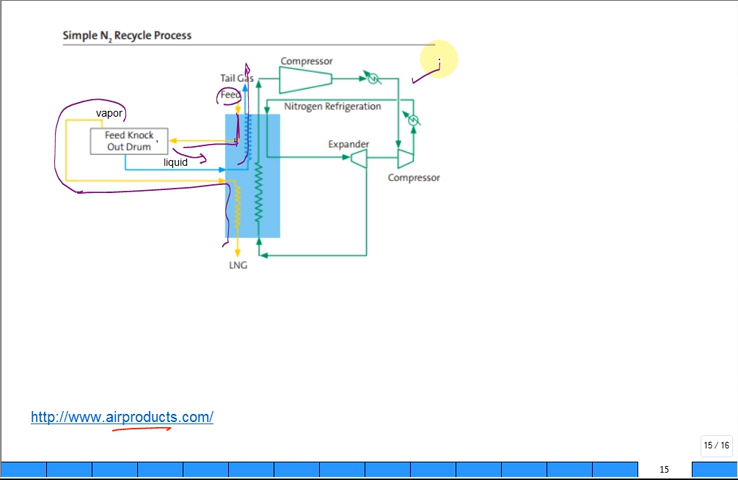 Simple N₂ Recycle Process
Compressor
Tail Gas
Feed
Nitrogen Refrigeration
vapor
Feed Knock
Out Drum
liquid
Expander
Compressor
LNG
http://www.airproducts.com/
15 / 16
15